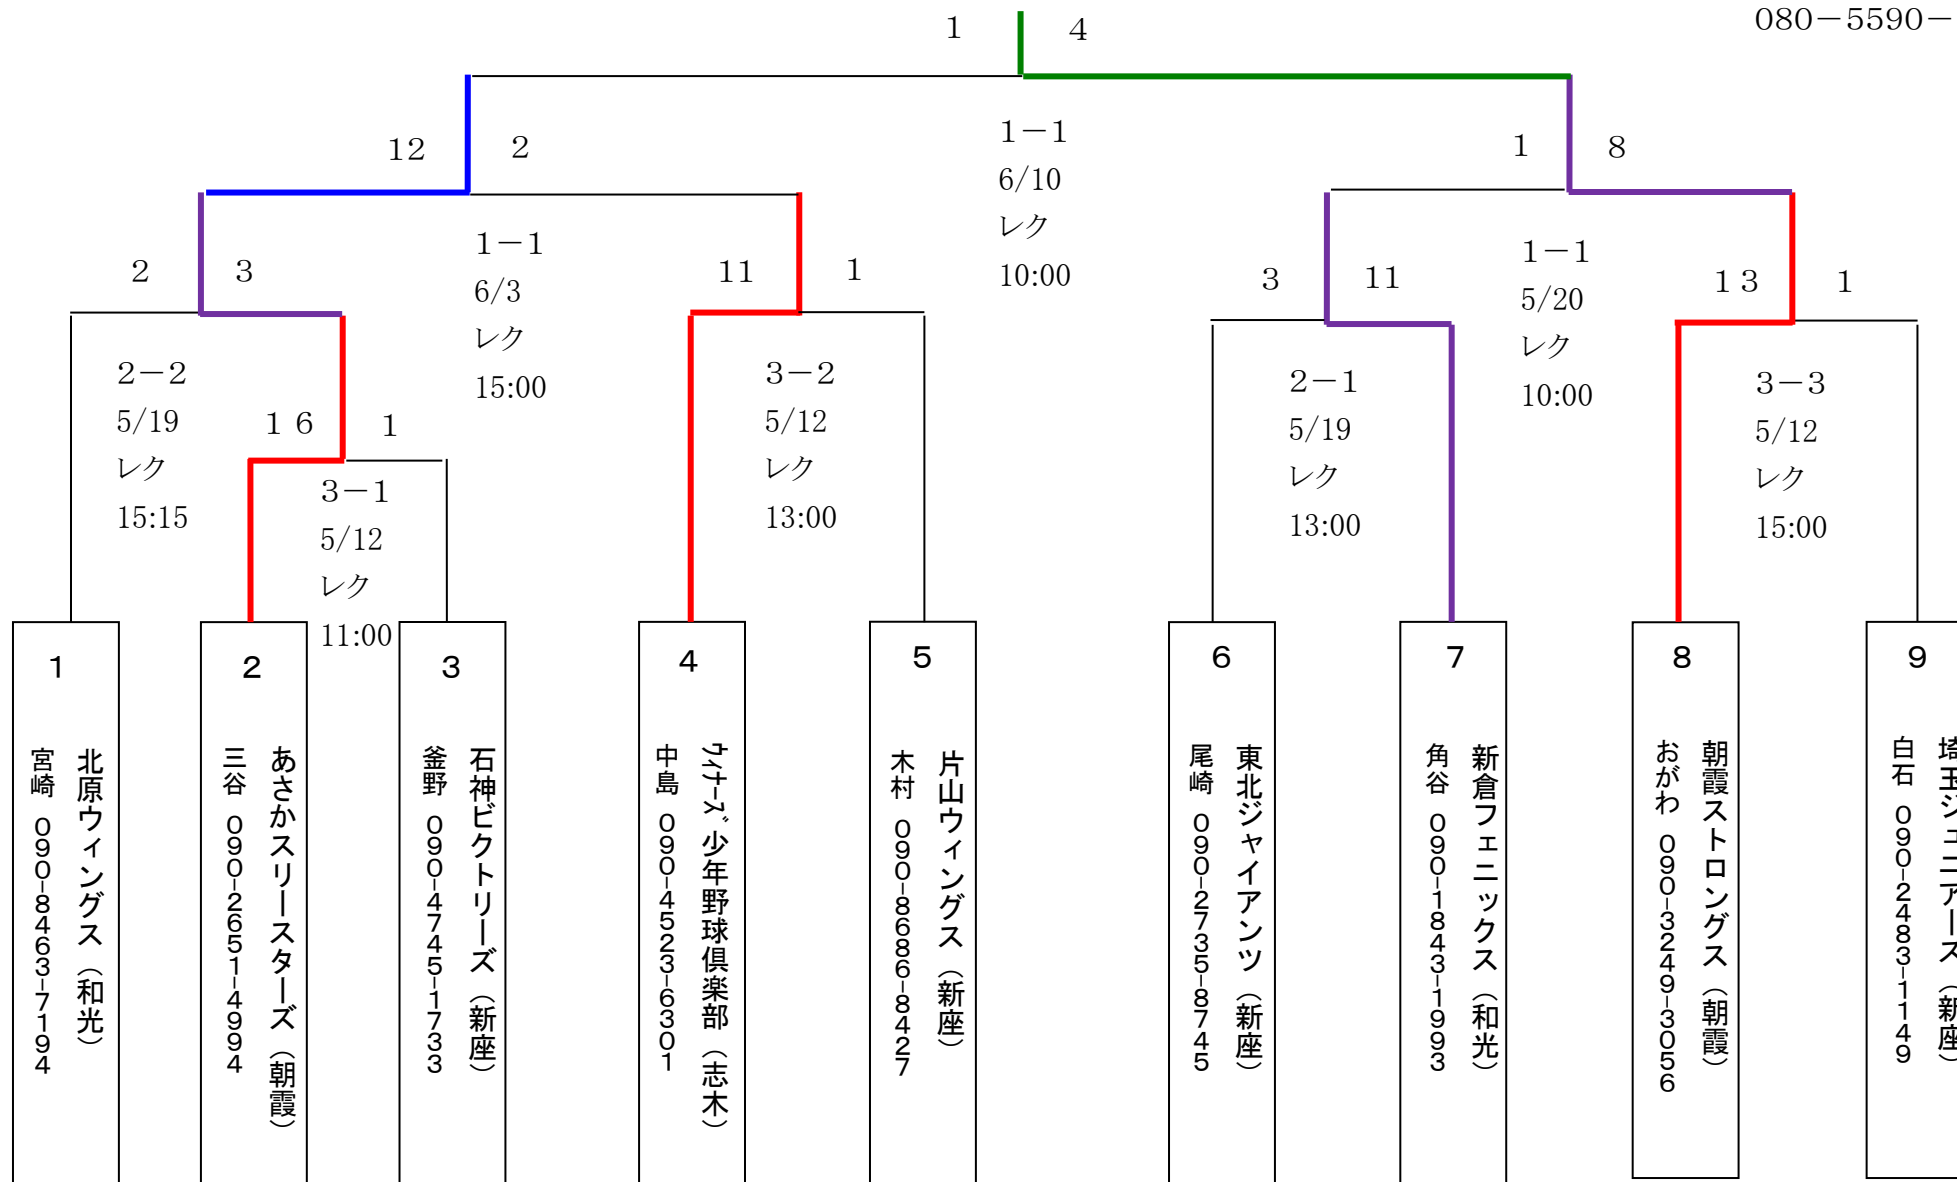 080－5590－
1 4
12 2
1－1
6/10
レク
10:00
1 8
2 3
1－1
6/3
レク
15:00
11 1
3 11
1－1
5/20
レク
10:00
１３ 1
2－2
5/19
レク
15:15
１６ 1
3－1
5/12
レク
11:00
3－2
5/12
レク
13:00
2－1
5/19
レク
13:00
3－3
5/12
レク
15:00
1
北原ウィングス（和光）
宮崎 090-8463-7194
2
あさかスリースターズ（朝霞）
三谷 090-2651-4994
3
石神ビクトリーズ（新座）
釜野 090-4745-1733
4
ｳｨﾅｰｽﾞ少年野球倶楽部（志木）
中島 090-4523-6301
5
片山ウィングス（新座）
木村 090-8686-8427
6
東北ジャイアンツ（新座）
尾崎 090-2735-8745
7
新倉フェニックス（和光）
角谷 090-1843-1993
8
朝霞ストロングス（朝霞）
おがわ 090-3249-3056
9
埼玉ジュニアーズ（新座）
白石 090-2483-1149